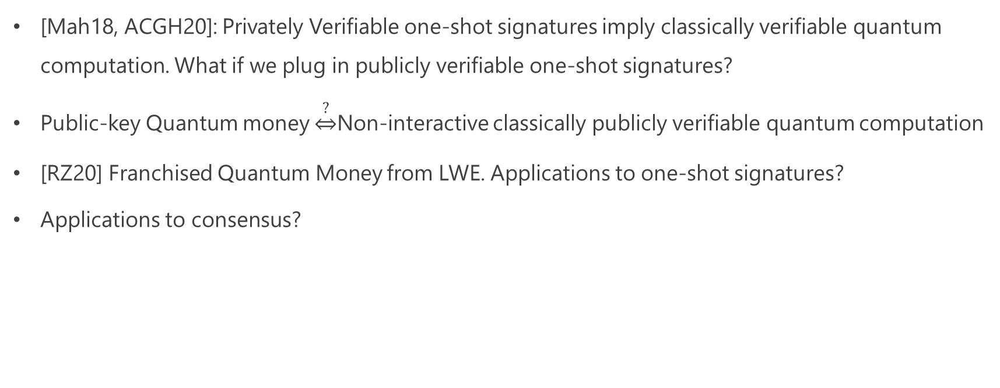 • [Mah18, ACGH20]: Privately Verifiable one-shot signatures imply classically verifiable quantum
computation. What if we plug in publicly verifiable one-shot signatures?
?
• Public-key Quantum money ⇔Non-interactive classically publicly verifiable quantum computation
• [RZ20] Franchised Quantum Money from LWE. Applications to one-shot signatures?
• Applications to consensus?